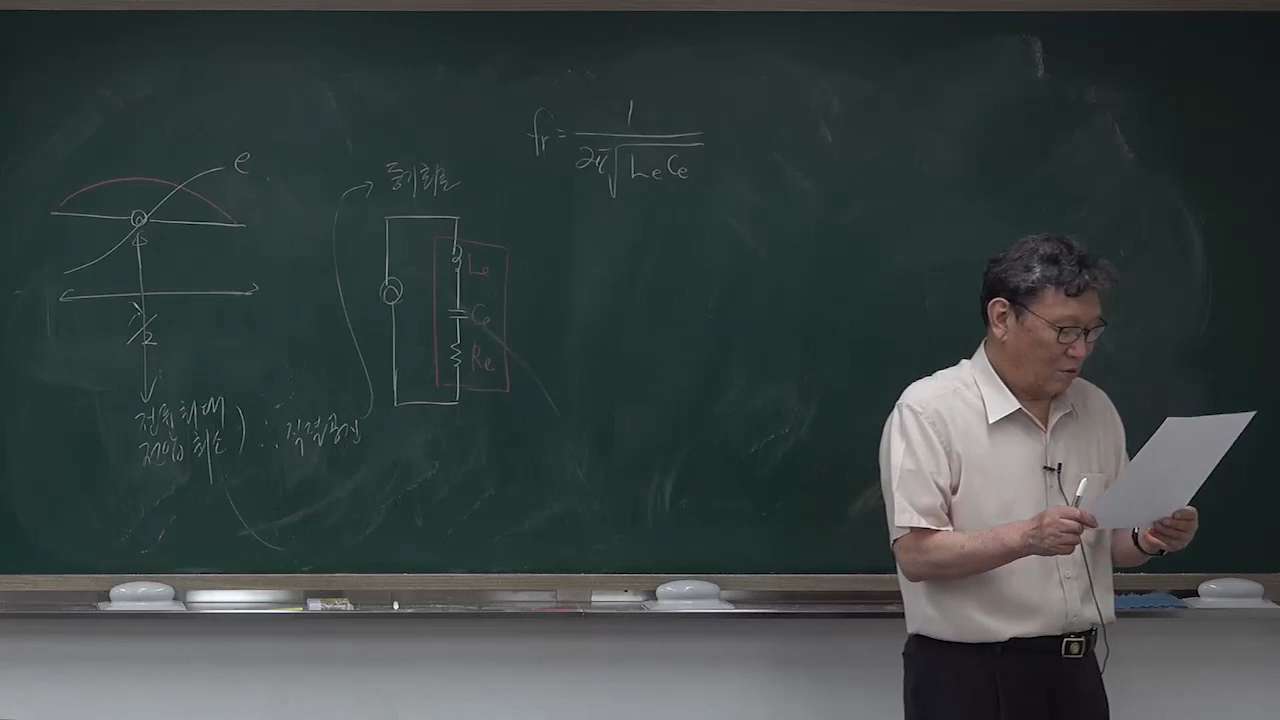 e
λ/2
전류 최대
전압 최소 ) ∴ 직렬공진
등가회로
Le
Ce
Re
fr = 1 / 2π√LeCe